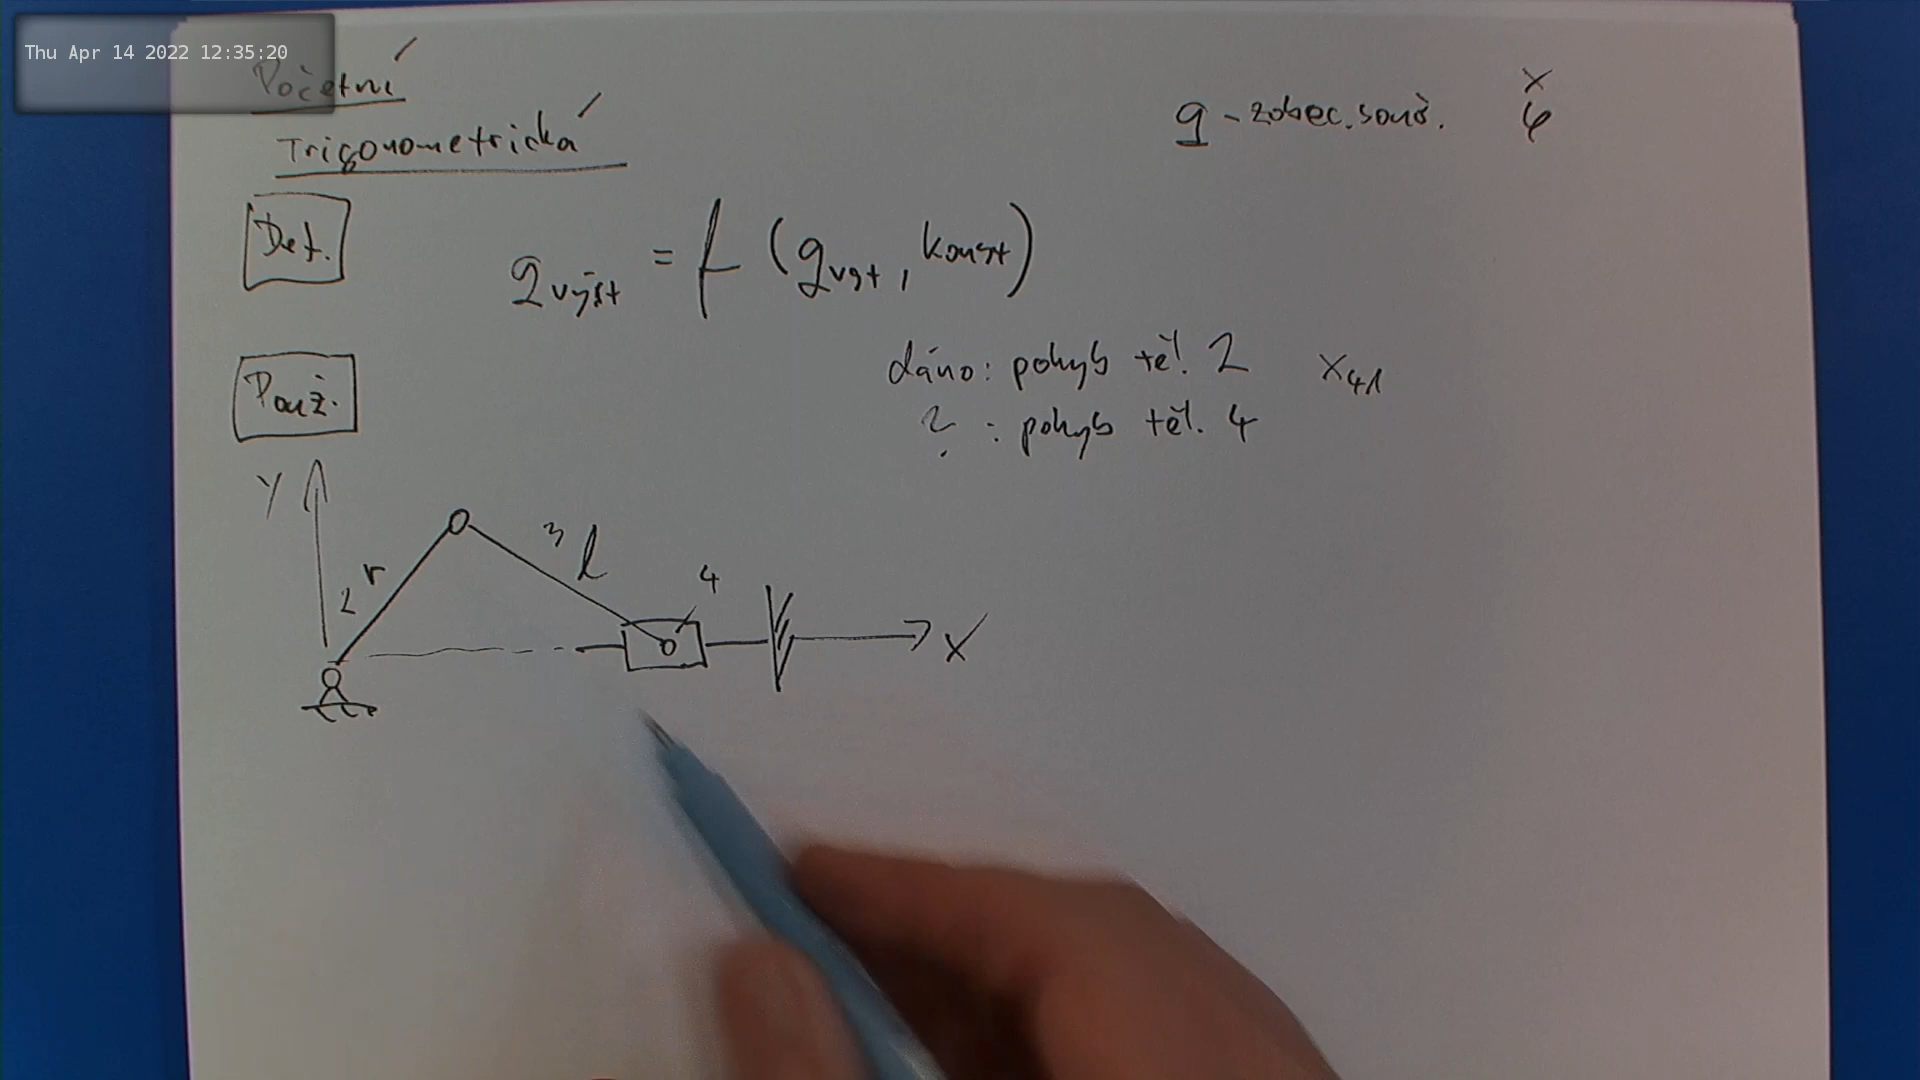 Thu Apr 14 2022 12:35:20
Početní
Trigonometrická
q - zobec. souř. x φ
Def.
q výst = f (q vst, konst)
dáno: pohyb těl. 2 x41
? : pohyb těl. 4
Použ.
y
3 l
2 r
4
x